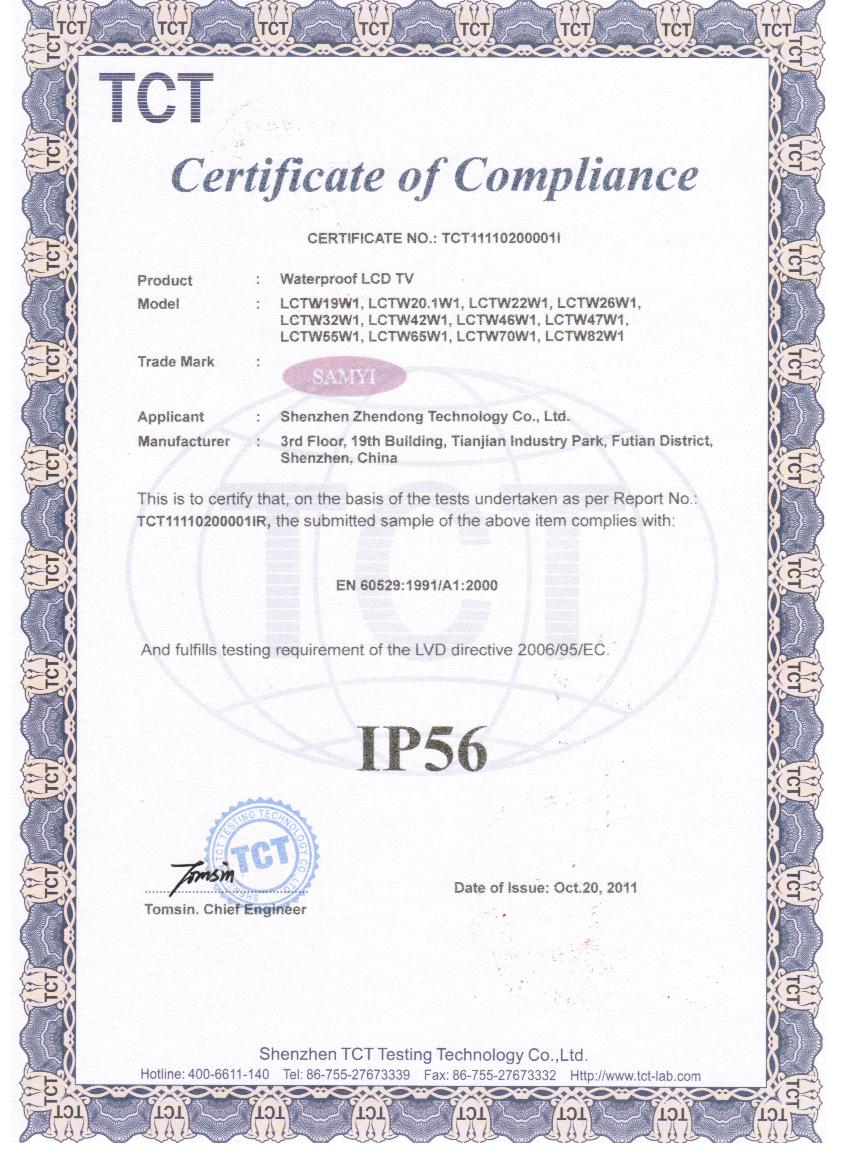 TCT
Certificate of Compliance
CERTIFICATE NO.: TCT11110200001I
Product : Waterproof LCD TV
Model : LCTW19W1, LCTW20.1W1, LCTW22W1, LCTW26W1,
LCTW32W1, LCTW42W1, LCTW46W1, LCTW47W1,
LCTW55W1, LCTW65W1, LCTW70W1, LCTW82W1
Trade Mark : SAMYI
Applicant : Shenzhen Zhendong Technology Co., Ltd.
Manufacturer : 3rd Floor, 19th Building, Tianjian Industry Park, Futian District,
Shenzhen, China
This is to certify that, on the basis of the tests undertaken as per Report No.:
TCT11110200001IR, the submitted sample of the above item complies with:
TCT
EN 60529:1991/A1:2000
And fulfills testing requirement of the LVD directive 2006/95/EC.
IP56
TCT TESTING TECHNOLOGY CO., LTD
TCT
Tomsin
Tomsin. Chief Engineer
Date of Issue: Oct.20, 2011
Shenzhen TCT Testing Technology Co.,Ltd.
Hotline: 400-6611-140 Tel: 86-755-27673339 Fax: 86-755-27673332 Http://www.tct-lab.com